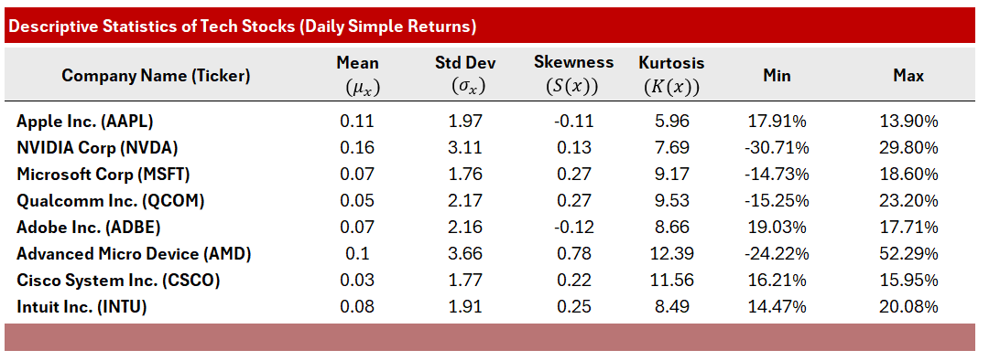 Descriptive Statistics of Tech Stocks (Daily Simple Returns)
Company Name (Ticker) Mean (μₓ) Std Dev (σₓ) Skewness (S(x)) Kurtosis (K(x)) Min Max
Apple Inc. (AAPL) 0.11 1.97 -0.11 5.96 17.91% 13.90%
NVIDIA Corp (NVDA) 0.16 3.11 0.13 7.69 -30.71% 29.80%
Microsoft Corp (MSFT) 0.07 1.76 0.27 9.17 -14.73% 18.60%
Qualcomm Inc. (QCOM) 0.05 2.17 0.27 9.53 -15.25% 23.20%
Adobe Inc. (ADBE) 0.07 2.16 -0.12 8.66 19.03% 17.71%
Advanced Micro Device (AMD) 0.1 3.66 0.78 12.39 -24.22% 52.29%
Cisco System Inc. (CSCO) 0.03 1.77 0.22 11.56 16.21% 15.95%
Intuit Inc. (INTU) 0.08 1.91 0.25 8.49 14.47% 20.08%